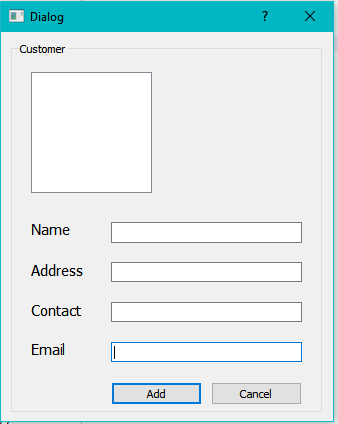 Dialog ?
Customer
Name
Address
Contact
Email
Add Cancel